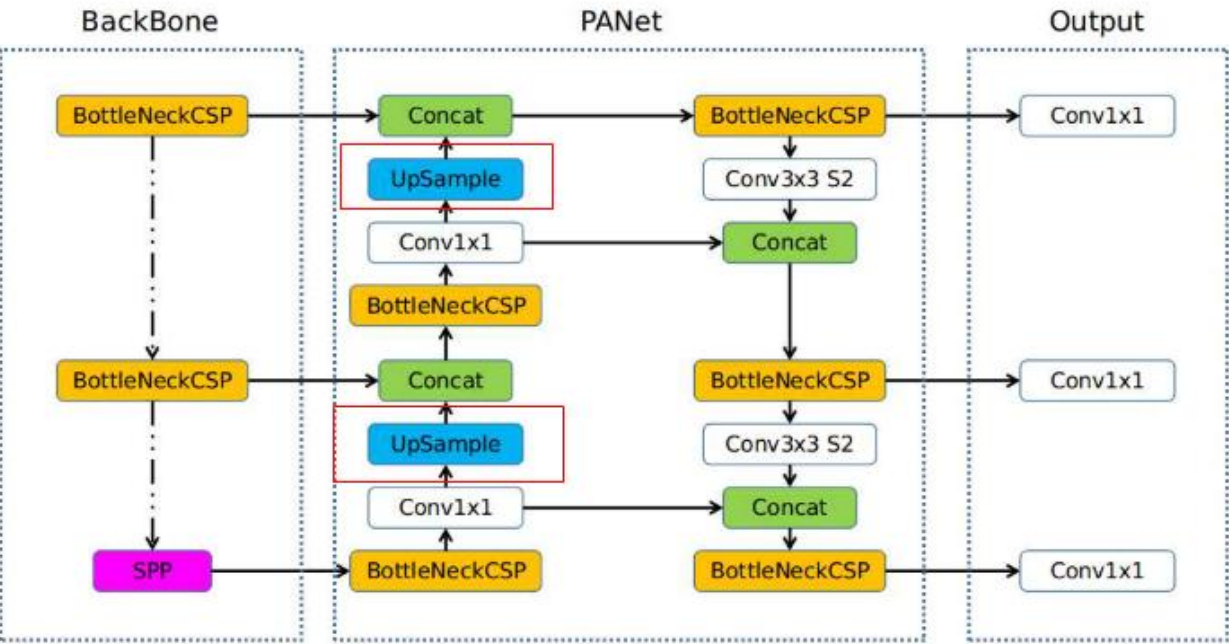 BackBone PANet Output
BottleNeckCSP Concat BottleNeckCSP Conv1x1
UpSample Conv3x3 S2
Conv1x1 Concat
BottleNeckCSP
BottleNeckCSP Concat BottleNeckCSP Conv1x1
UpSample Conv3x3 S2
Conv1x1 Concat
SPP BottleNeckCSP BottleNeckCSP Conv1x1